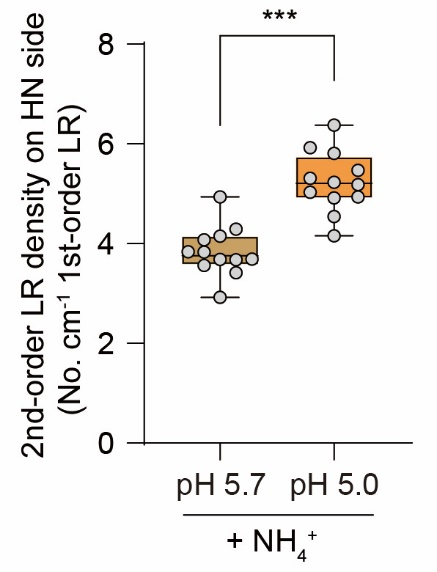 2nd-order LR density on HN side
(No. cm⁻¹ 1st-order LR)
***
8
6
4
2
0
pH 5.7 pH 5.0
+ NH₄⁺